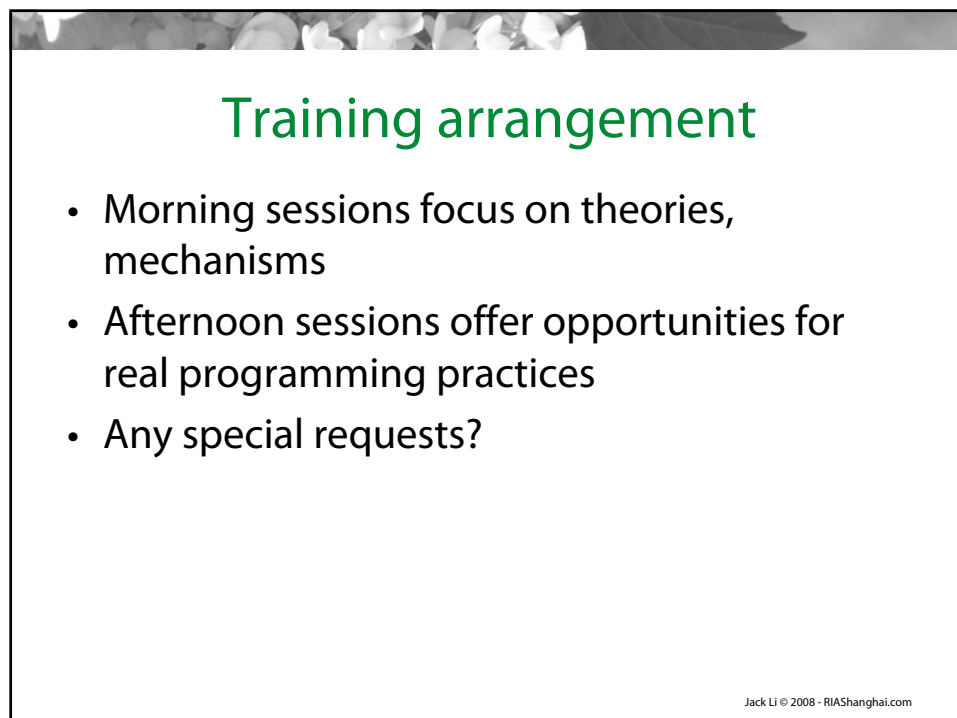 Training arrangement
• Morning sessions focus on theories,
mechanisms
• Afternoon sessions offer opportunities for
real programming practices
• Any special requests?
Jack Li © 2008 - RIAShanghai.com